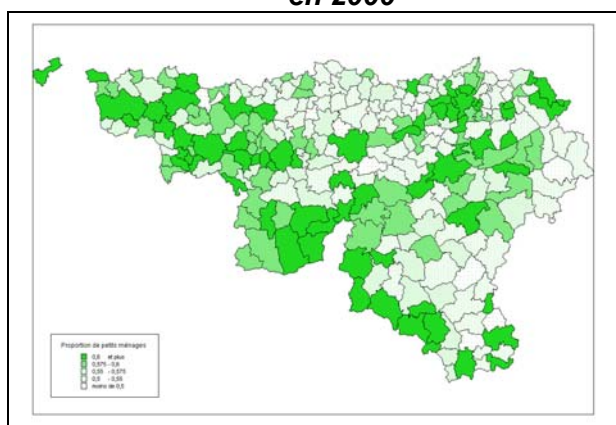 en 2000
Proportion de petits ménages
0,6 et plus
0,575 - 0,6
0,55 - 0,575
0,5 - 0,55
moins de 0,5